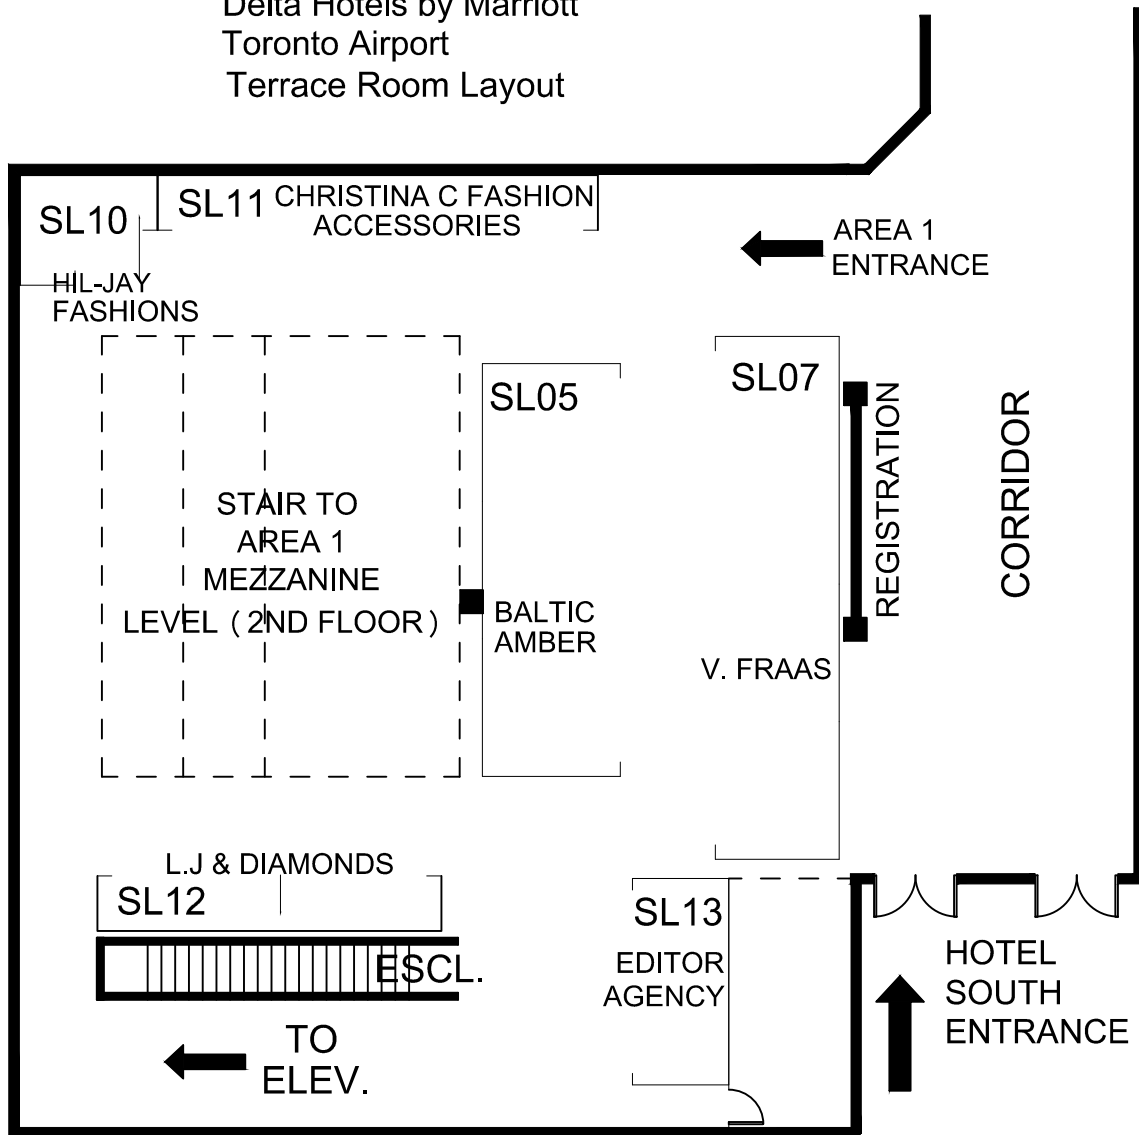 Delta Hotels by Marriott
Toronto Airport
Terrace Room Layout
SL10
HIL-JAY
FASHIONS
SL11
CHRISTINA C FASHION
ACCESSORIES
AREA 1
ENTRANCE
STAIR TO
AREA 1
MEZZANINE
LEVEL (2ND FLOOR)
SL05
BALTIC
AMBER
SL07
V. FRAAS
REGISTRATION
CORRIDOR
L.J & DIAMONDS
SL12
ESCL.
TO
ELEV.
SL13
EDITOR
AGENCY
HOTEL
SOUTH
ENTRANCE